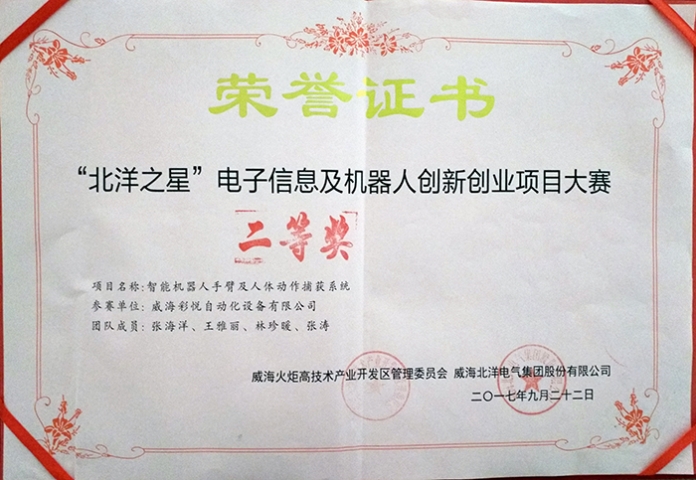 荣誉证书
“北洋之星”电子信息及机器人创新创业项目大赛
二等奖
项目名称:智能机器人手臂及人体动作捕获系统
参赛单位:威海彩悦自动化设备有限公司
团队成员:张海洋、王雅丽、林珍暖、张涛
威海火炬高技术产业开发区管理委员会 威海北洋电气集团股份有限公司
二〇一七年九月二十二日